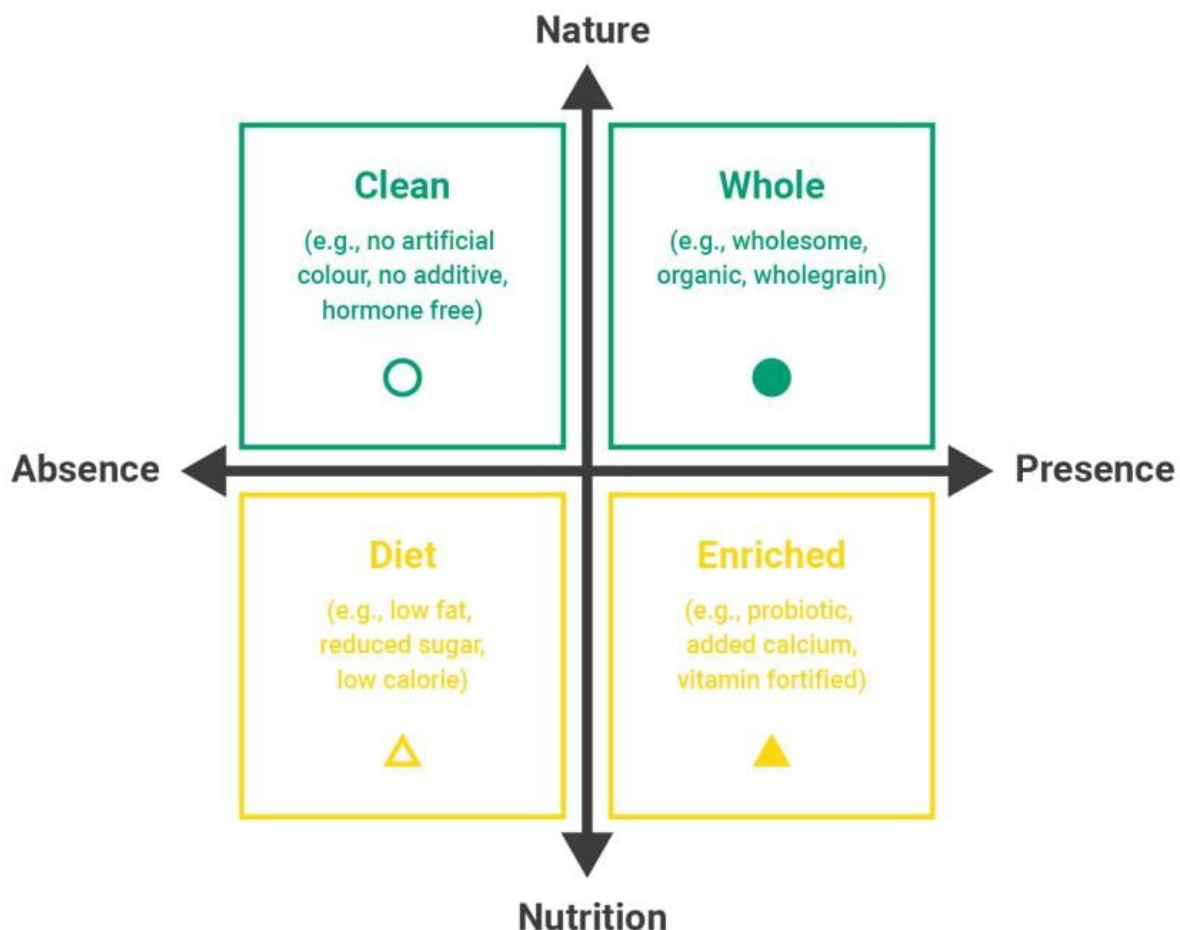 Nature
Clean
(e.g., no artificial
colour, no additive,
hormone free)
Whole
(e.g., wholesome,
organic, wholegrain)
Absence
Presence
Diet
(e.g., low fat,
reduced sugar,
low calorie)
Enriched
(e.g., probiotic,
added calcium,
vitamin fortified)
Nutrition